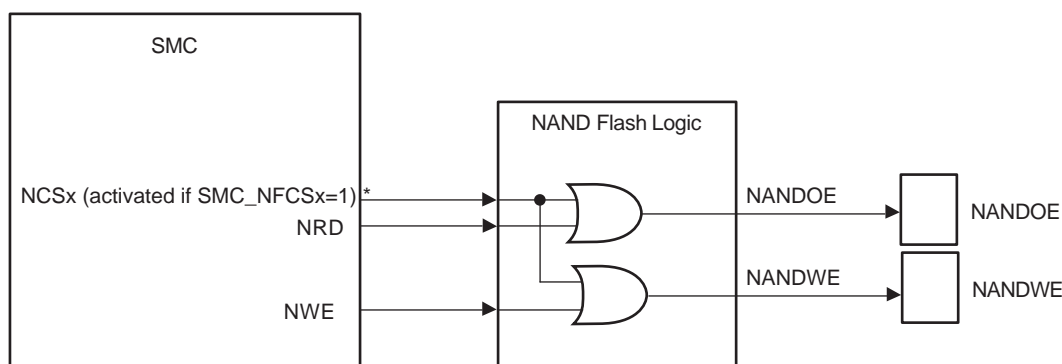 SMC
NAND Flash Logic
NCSx (activated if SMC_NFCSx=1) *
NANDOE
NANDOE
NRD
NANDWE
NANDWE
NWE